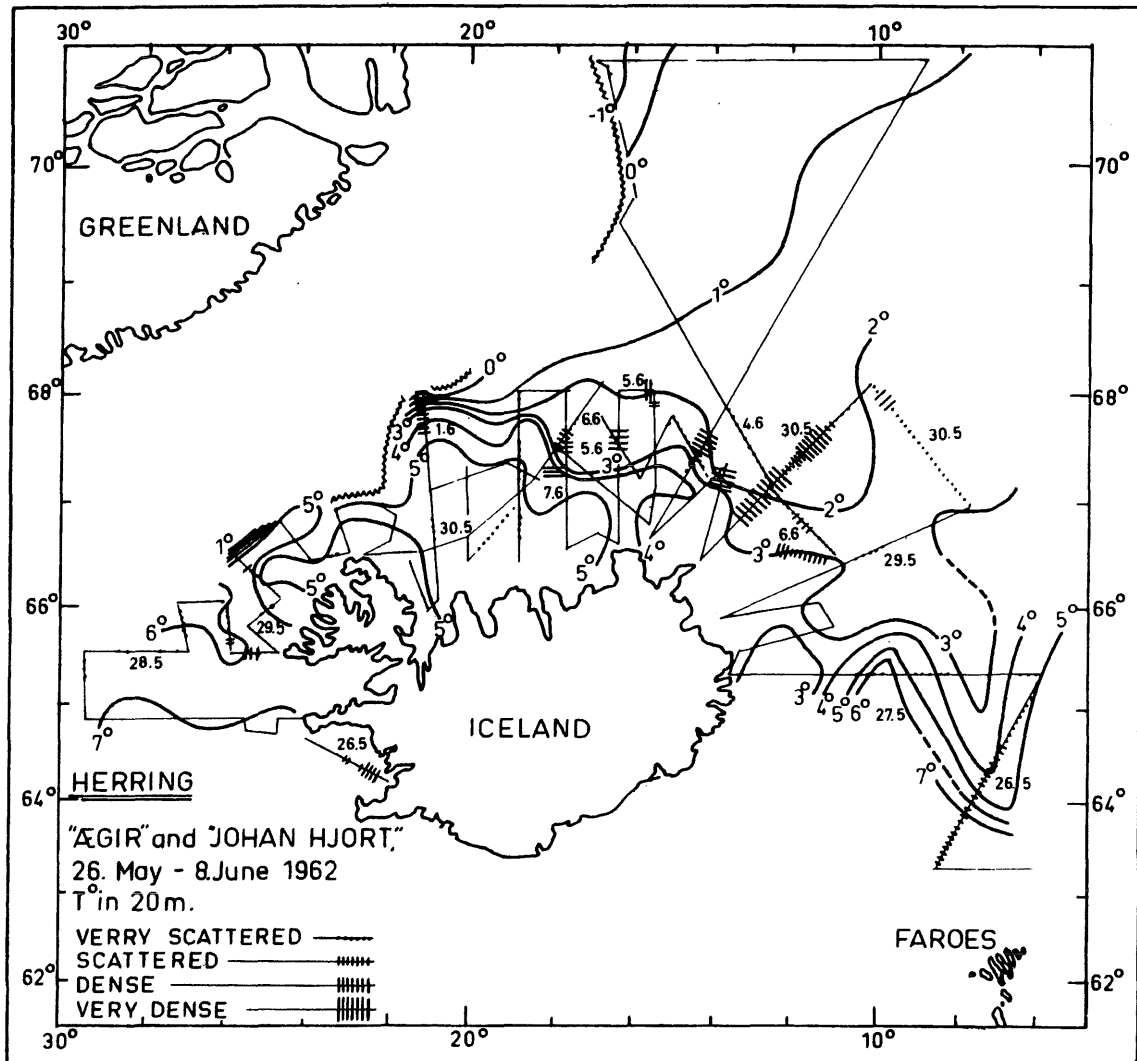 30° 20° 10°
-1°
0°
70° 70°
GREENLAND
1°
2°
0°
68° 68°
5.6
3° 1.6 6.6 4.6 30.5 30.5
4° 5.6 3°
5° 7.6
5° 30.5 2°
1° 4° 3° 6.6 29.5
5° 5°
66° 66°
6° 29.5 5° 3° 4° 5°
28.5
3° 4° 5° 6° 27.5
7° ICELAND
26.5 7° 26.5
HERRING
64° 64°
"ÆGIR" and "JOHAN HJORT,"
26. May - 8.June 1962
T° in 20m.
VERRY SCATTERED
SCATTERED
DENSE
VERY DENSE
FAROES
62° 62°
30° 20° 10°